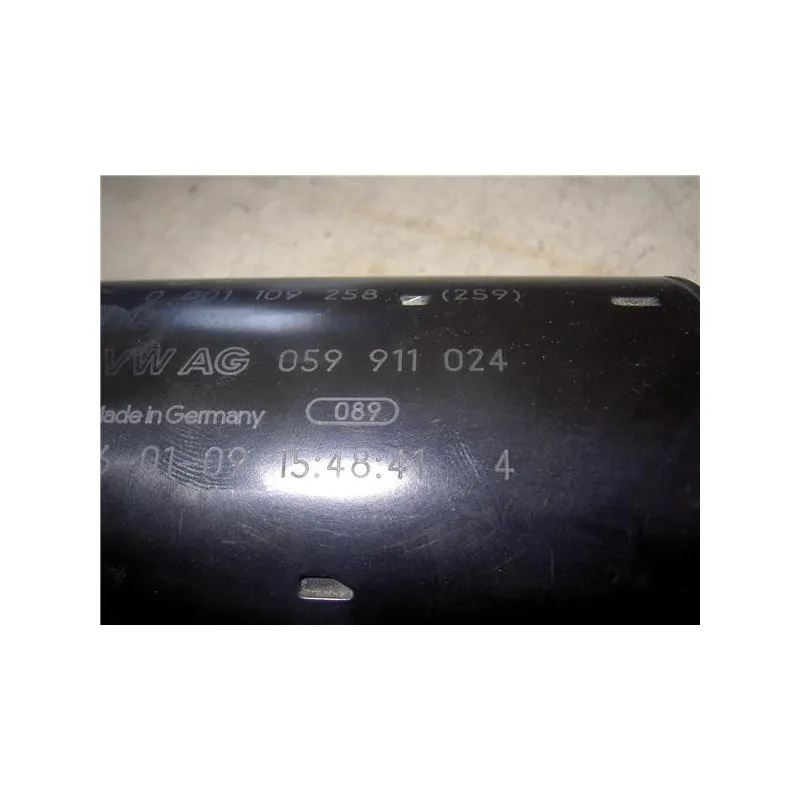 0 001 109 258 (259)
VW AG 059 911 024
Made in Germany 089
6 01 09 15:48:41 4